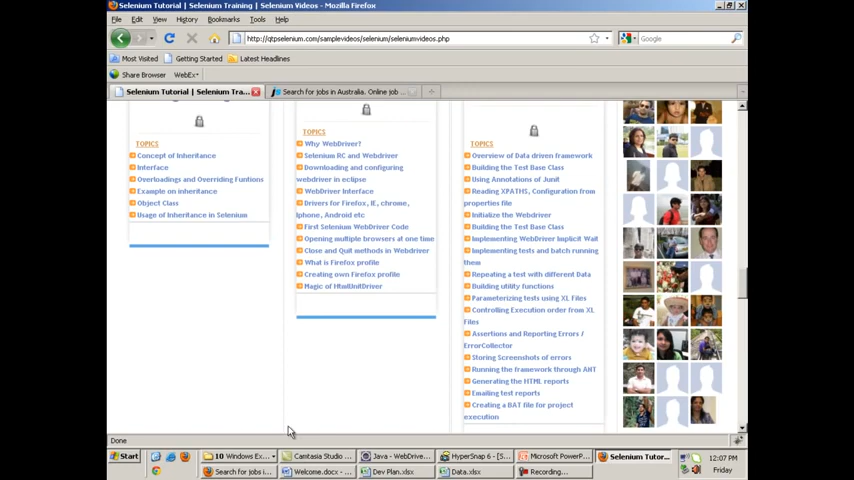 Selenium Tutorial | Selenium Training | Selenium Videos - Mozilla Firefox
File Edit View History Bookmarks Tools Help
http://qtpselenium.com/samplevideos/selenium/seleniumvideos.php
Google
Most Visited Getting Started Latest Headlines
Share Browser WebEx
Selenium Tutorial | Selenium Tra... Search for jobs in Australia. Online job ...
TOPICS
Concept of Inheritance
Interface
Overloadings and Overriding Funtions
Example on inheritance
Object Class
Usage of Inheritance in Selenium
TOPICS
Why WebDriver?
Selenium RC and Webdriver
Downloading and configuring
webdriver in eclipse
WebDriver Interface
Drivers for Firefox, IE, chrome,
Iphone, Android etc
First Selenium WebDriver Code
Opening multiple browsers at one time
Close and Quit methods in Webdriver
What is Firefox profile
Creating own Firefox profile
Magic of HtmlUnitDriver
TOPICS
Overview of Data driven framework
Building the Test Base Class
Using Annotations of Junit
Reading XPATHS, Configuration from
properties file
Initialize the Webdriver
Building the Test Base Class
Implementing WebDriver Implicit Wait
Implementing tests and batch running
them
Repeating a test with different Data
Building utility functions
Parameterizing tests using XL Files
Controlling Execution order from XL
Files
Assertions and Reporting Errors /
ErrorCollector
Storing Screenshots of errors
Running the framework through ANT
Generating the HTML reports
Emailing test reports
Creating a BAT file for project
execution
Done
Start 10 Windows Ex... Camtasia Studio ... Java - WebDrive... HyperSnap 6 - [S... Microsoft PowerP... Selenium Tutor... 12:07 PM
Search for jobs i... Welcome.docx - ... Dev Plan.xlsx Data.xlsx Recording... Friday